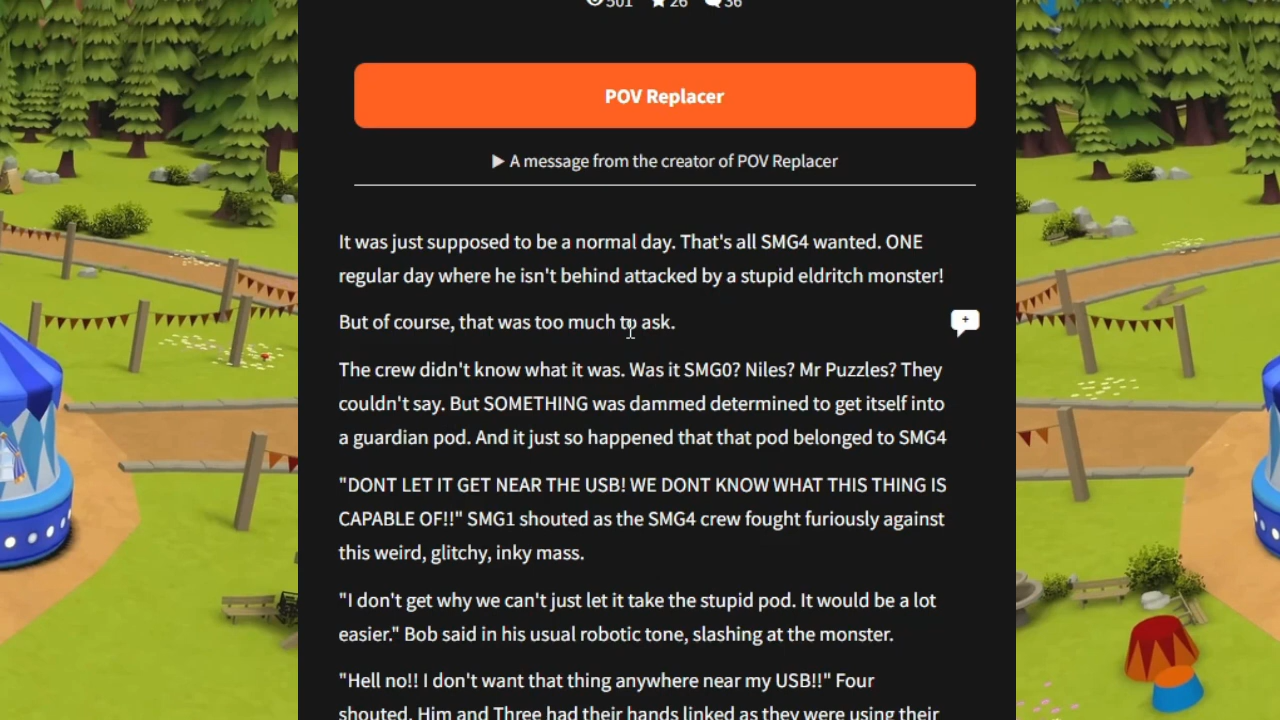 501 26 36
POV Replacer
▶ A message from the creator of POV Replacer
It was just supposed to be a normal day. That's all SMG4 wanted. ONE
regular day where he isn't behind attacked by a stupid eldritch monster!
But of course, that was too much to ask.
The crew didn't know what it was. Was it SMG0? Niles? Mr Puzzles? They
couldn't say. But SOMETHING was dammed determined to get itself into
a guardian pod. And it just so happened that that pod belonged to SMG4
"DONT LET IT GET NEAR THE USB! WE DONT KNOW WHAT THIS THING IS
CAPABLE OF!!" SMG1 shouted as the SMG4 crew fought furiously against
this weird, glitchy, inky mass.
"I don't get why we can't just let it take the stupid pod. It would be a lot
easier." Bob said in his usual robotic tone, slashing at the monster.
"Hell no!! I don't want that thing anywhere near my USB!!" Four
shouted. Him and Three had their hands linked as they were using their